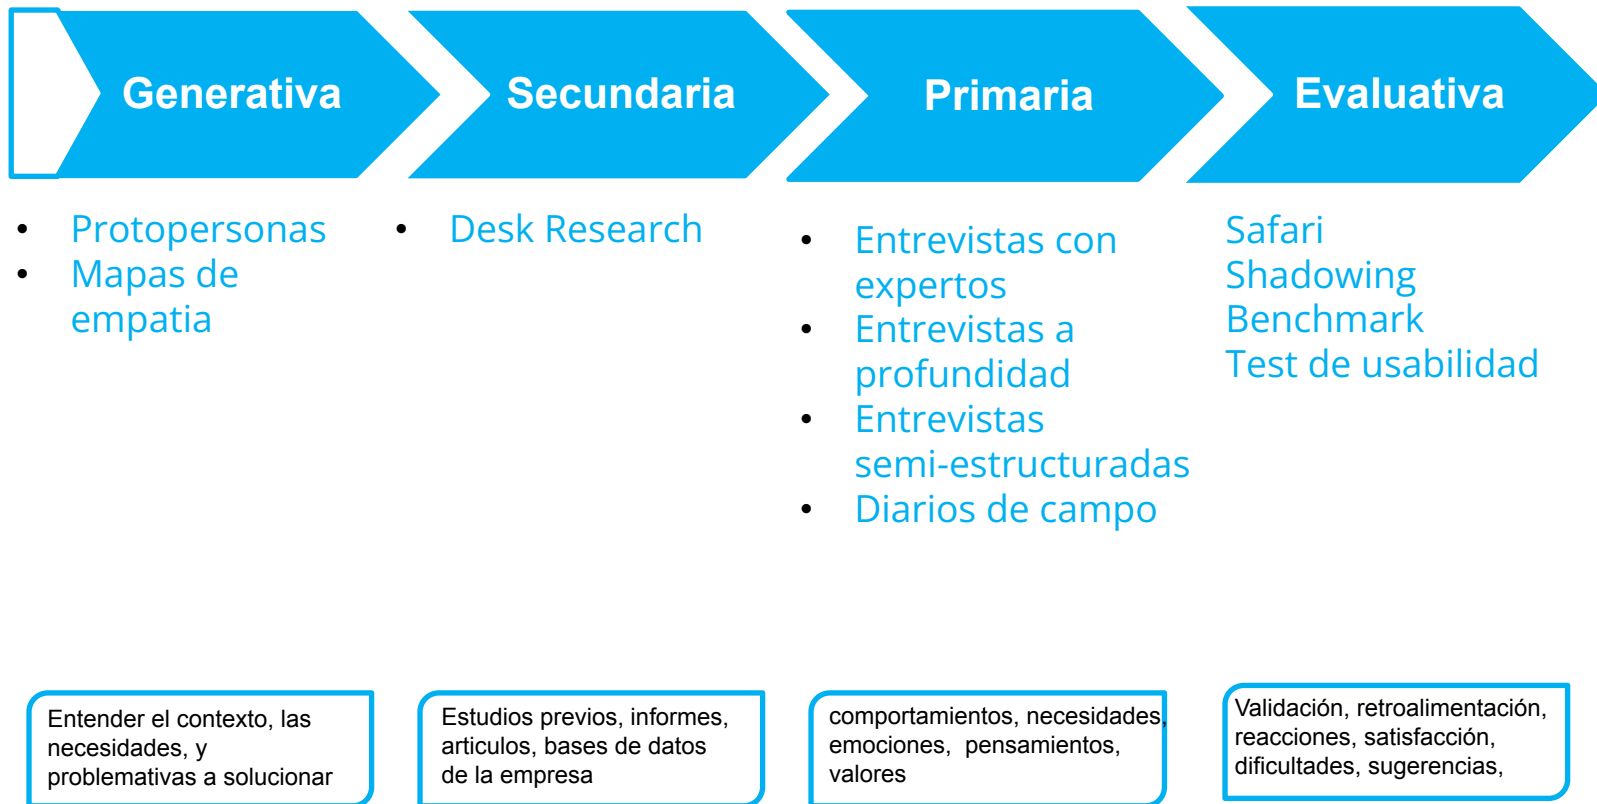 Generativa
Secundaria
Primaria
Evaluativa
• Protopersonas
• Mapas de
empatia
• Desk Research
• Entrevistas con
expertos
• Entrevistas a
profundidad
• Entrevistas
semi-estructuradas
• Diarios de campo
Safari
Shadowing
Benchmark
Test de usabilidad
Entender el contexto, las
necesidades, y
problemativas a solucionar
Estudios previos, informes,
articulos, bases de datos
de la empresa
comportamientos, necesidades,
emociones, pensamientos,
valores
Validación, retroalimentación,
reacciones, satisfacción,
dificultades, sugerencias,